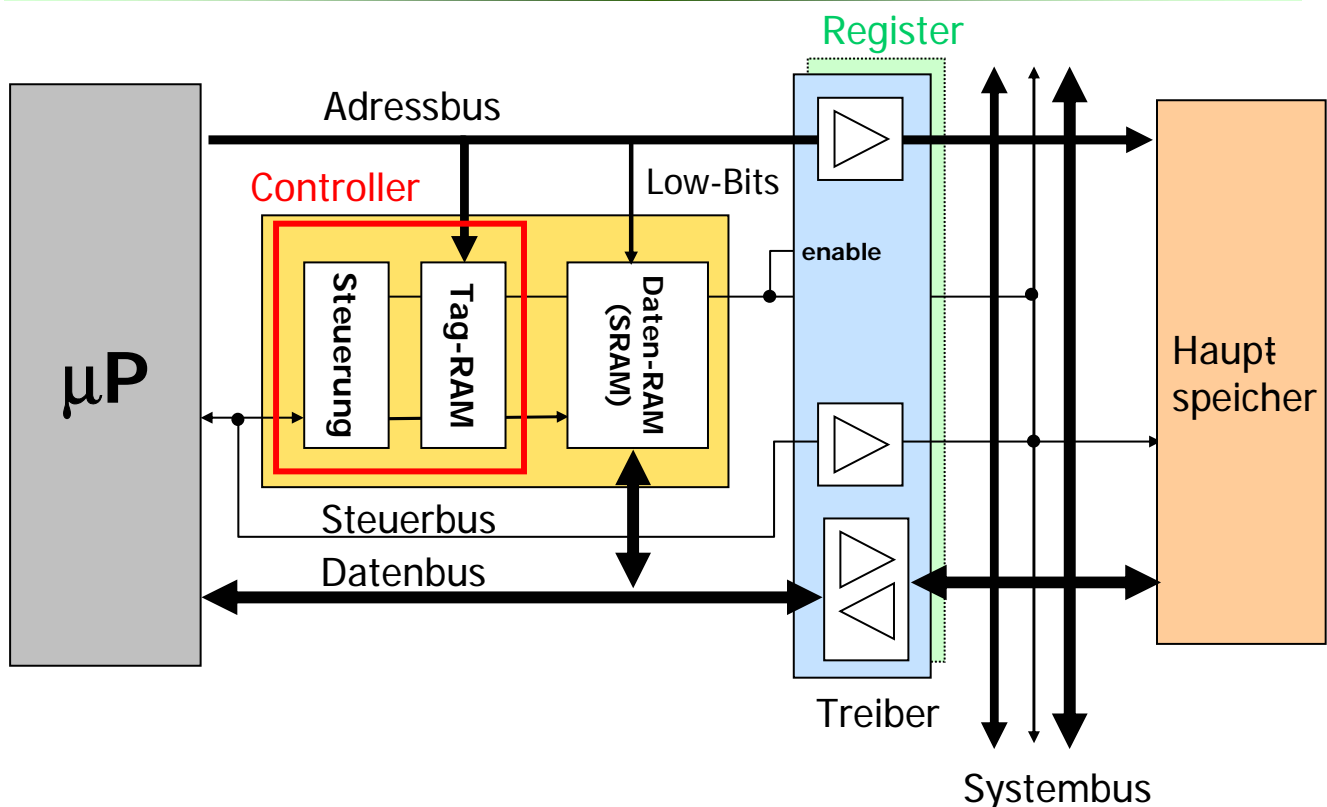 Register
Adressbus
Controller
Low-Bits
enable
Steuerung
Tag-RAM
Daten-RAM
(SRAM)
µP
Haupt
speicher
Steuerbus
Datenbus
Treiber
Systembus